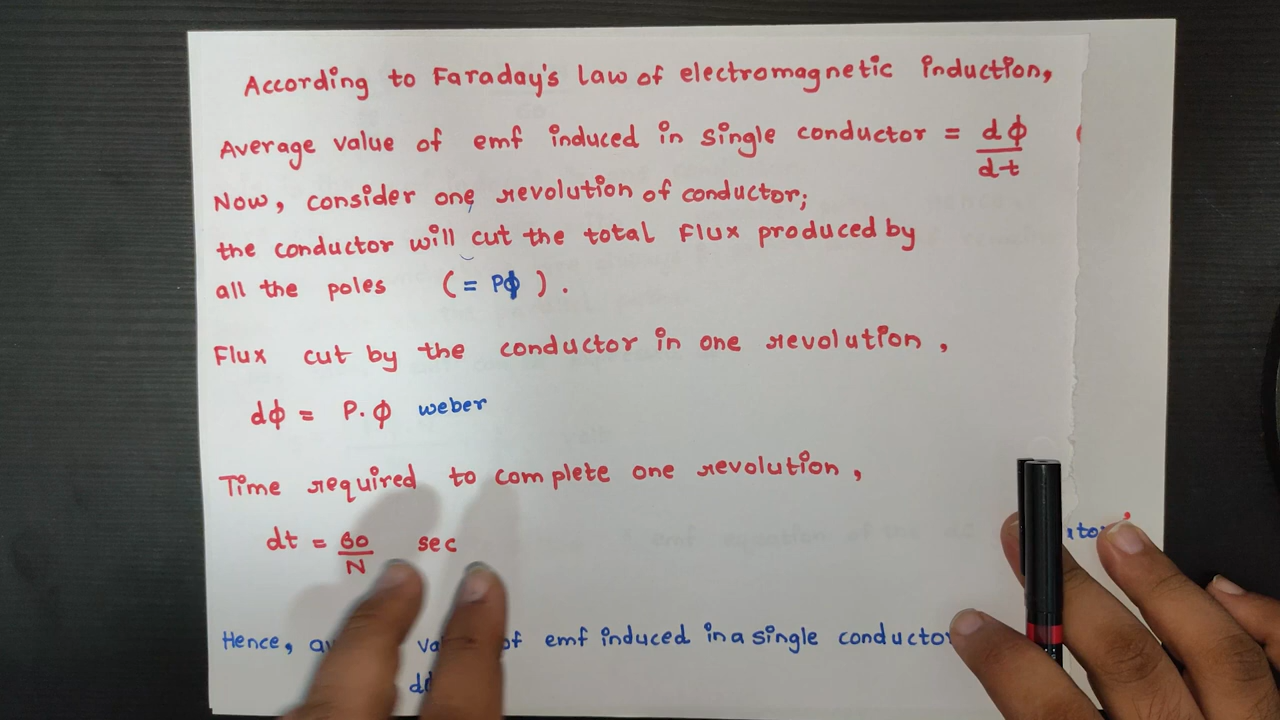 According to Faraday's law of electromagnetic induction,
Average value of emf induced in single conductor = dϕ/dt
Now, consider one revolution of conductor;
the conductor will cut the total flux produced by
all the poles (= Pϕ).
Flux cut by the conductor in one revolution,
dϕ = P.ϕ weber
Time required to complete one revolution,
dt = 60/N sec
Hence, of emf induced in a single conductor